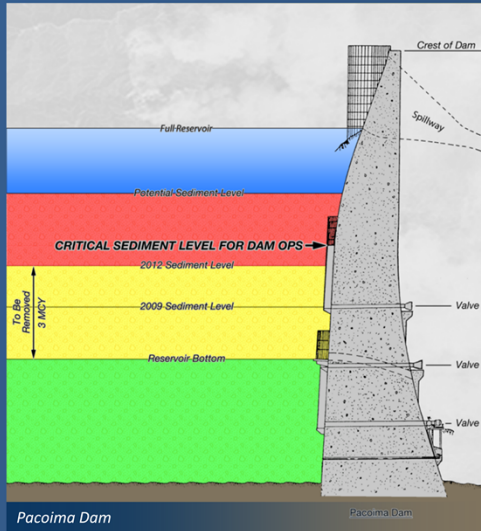 Crest of Dam
Spillway
Full Reservoir
Potential Sediment Level
CRITICAL SEDIMENT LEVEL FOR DAM OPS
2012 Sediment Level
To Be
Removed
3 MCY
2009 Sediment Level
Valve
Reservoir Bottom
Valve
Valve
Pacoima Dam
Pacoima Dam